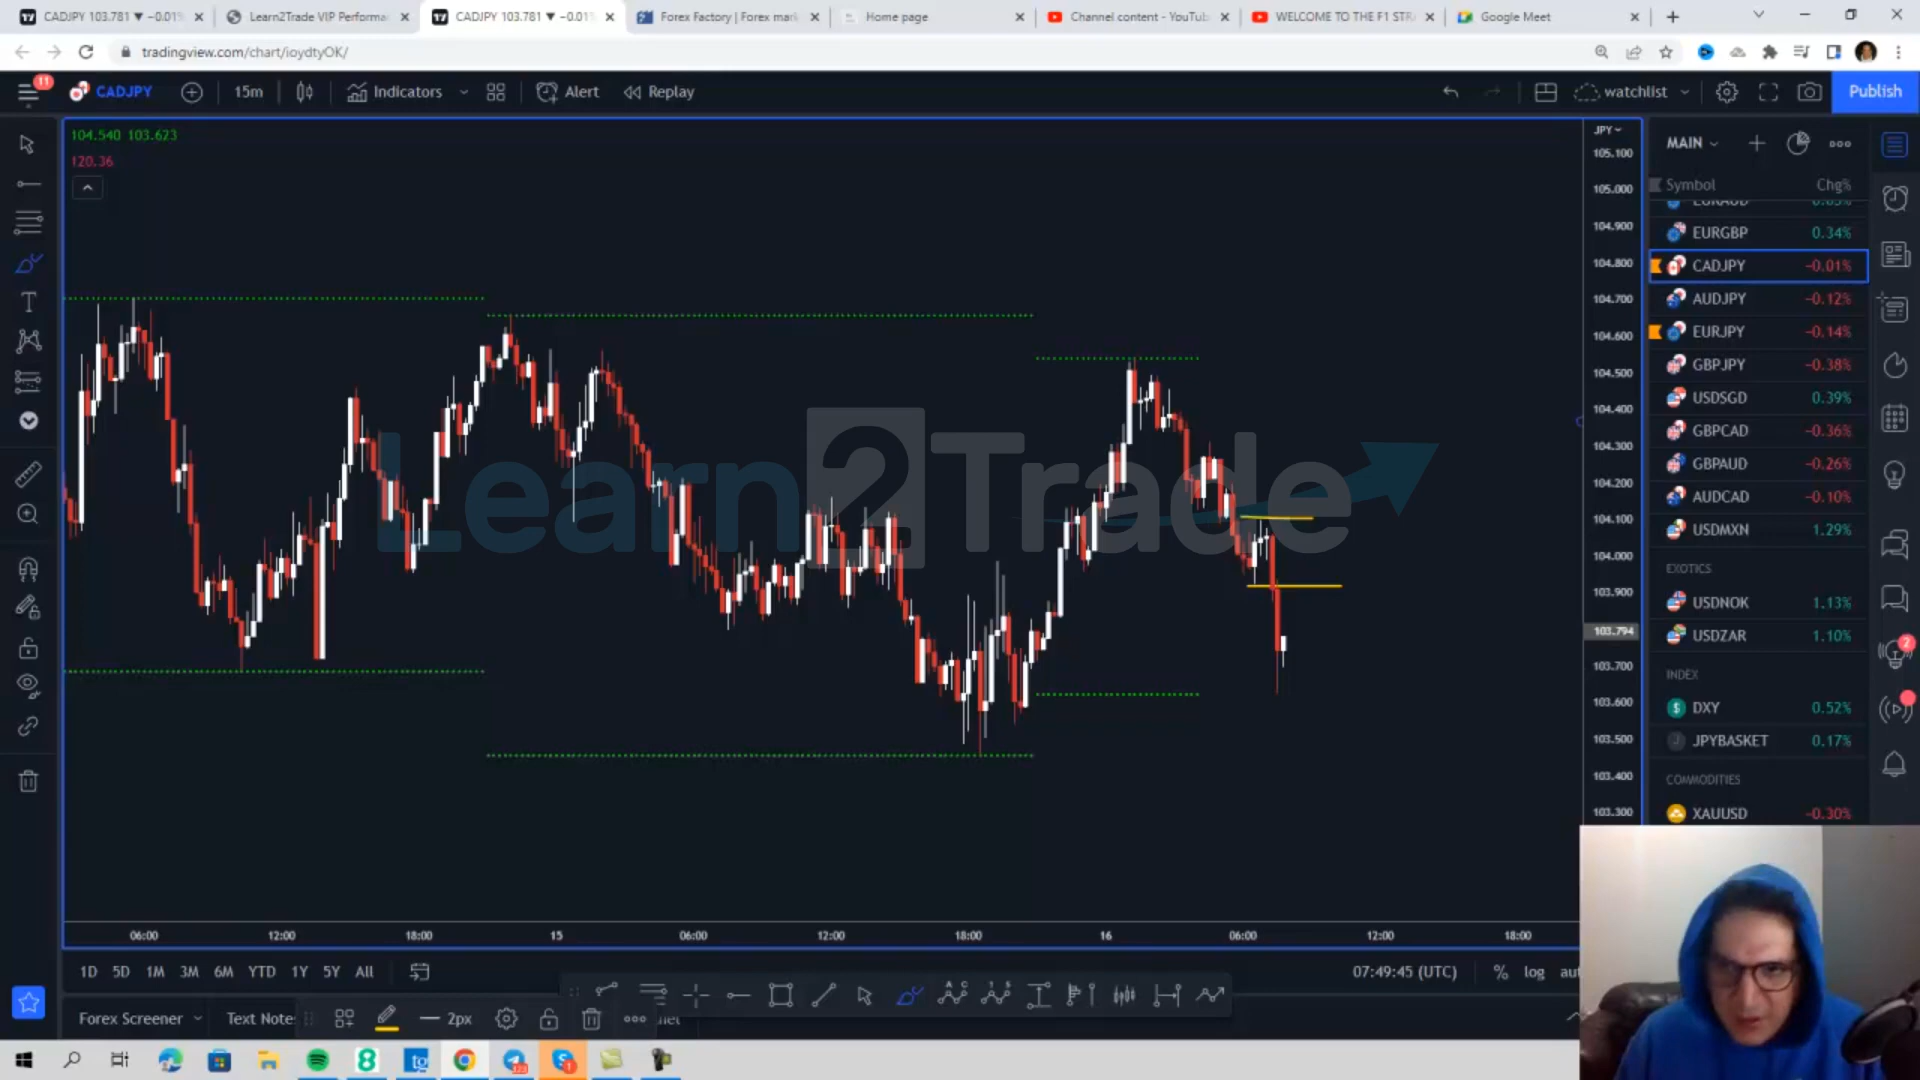 CADJPY 103.781 ▼ −0.01%
Learn2Trade VIP Performa
CADJPY 103.781 ▼ −0.01%
Forex Factory | Forex mark
Home page
Channel content - YouTub
WELCOME TO THE F1 STR
Google Meet
tradingview.com/chart/ioydtyOK/
11
CADJPY
15m
Indicators
Alert
Replay
watchlist
Publish
104.540 103.623
120.36
JPY
105.100
105.000
104.900
104.800
104.700
104.600
104.500
104.400
104.300
104.200
104.100
104.000
103.900
103.794
103.700
103.600
103.500
103.400
103.300
Learn2Trade
MAIN
Symbol Chg%
EURGBP 0.34%
CADJPY −0.01%
AUDJPY −0.12%
EURJPY −0.14%
GBPJPY −0.38%
USDSGD 0.39%
GBPCAD −0.36%
GBPAUD −0.26%
AUDCAD −0.10%
USDMXN 1.29%
EXOTICS
USDNOK 1.13%
USDZAR 1.10%
INDEX
DXY 0.52%
JPYBASKET 0.17%
COMMODITIES
XAUUSD −0.30%
2
06:00 12:00 18:00 15 06:00 12:00 18:00 16 06:00 12:00 18:00
1D 5D 1M 3M 6M YTD 1Y 5Y All
07:49:45 (UTC) % log
Forex Screener
Text Note
2px